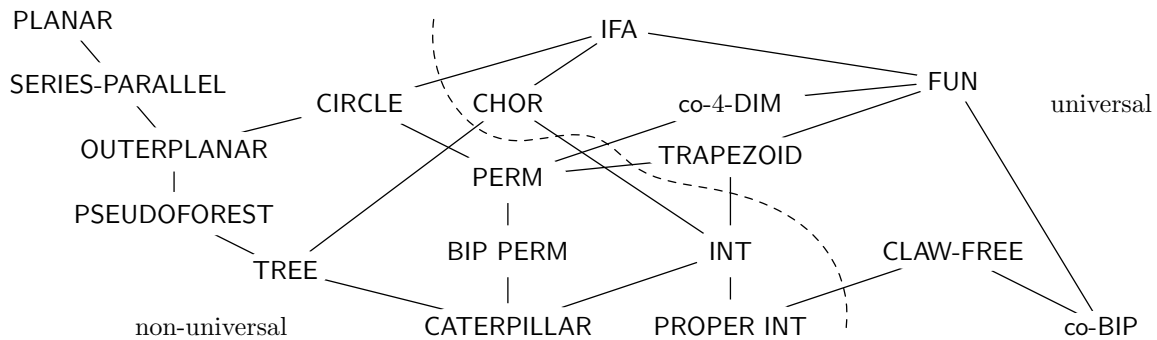 PLANAR
IFA
SERIES-PARALLEL
FUN
CIRCLE
CHOR
co-4-DIM
universal
OUTERPLANAR
TRAPEZOID
PERM
PSEUDOFOREST
BIP PERM
INT
CLAW-FREE
TREE
non-universal
CATERPILLAR
PROPER INT
co-BIP